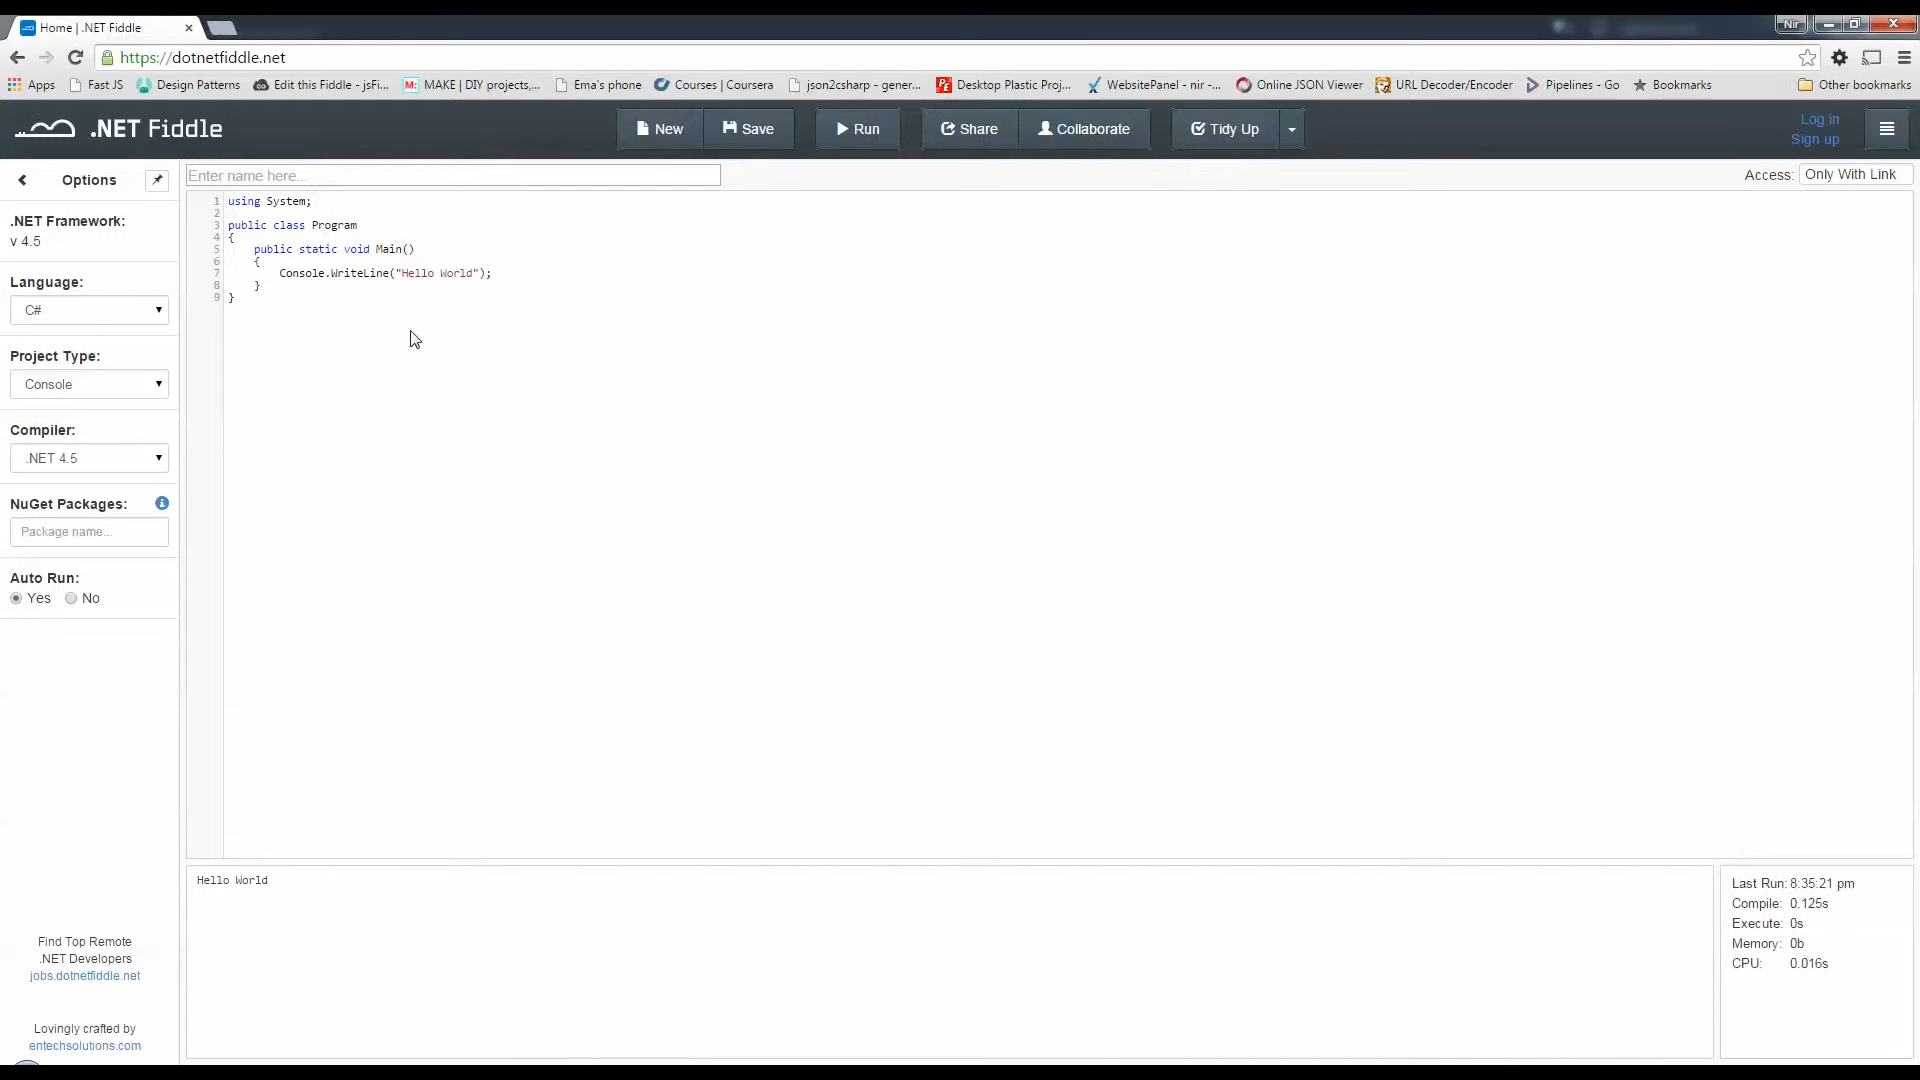 Home | .NET Fiddle
Nir
https://dotnetfiddle.net
Apps Fast JS Design Patterns Edit this Fiddle - jsFi... MAKE | DIY projects,... Ema's phone Courses | Coursera json2csharp - gener... Desktop Plastic Proj... WebsitePanel - nir -... Online JSON Viewer URL Decoder/Encoder Pipelines - Go Bookmarks Other bookmarks
.NET Fiddle New Save Run Share Collaborate Tidy Up
Log in
Sign up
Options
.NET Framework:
v 4.5
Language:
C#
Project Type:
Console
Compiler:
.NET 4.5
NuGet Packages:
Package name...
Auto Run:
Yes No
Find Top Remote
.NET Developers
jobs.dotnetfiddle.net
Lovingly crafted by
entechsolutions.com
Enter name here...
Access: Only With Link
1 using System;
2
3 public class Program
4 {
5 public static void Main()
6 {
7 Console.WriteLine("Hello World");
8 }
9 }
Hello World
Last Run: 8:35:21 pm
Compile: 0.125s
Execute: 0s
Memory: 0b
CPU: 0.016s